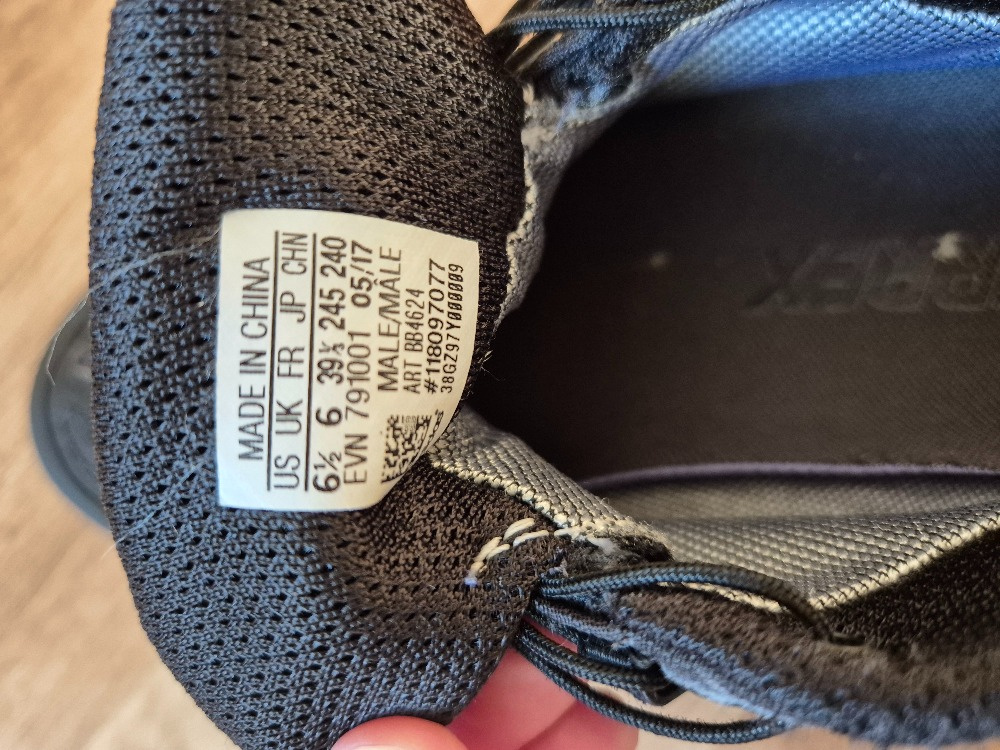 MADE IN CHINA
US UK FR JP CHN
6½ 6 39⅓ 245 240
EVN 791001 05/17
MALE/MÂLE
ART BB4624
#118097077
38GZ97Y000009